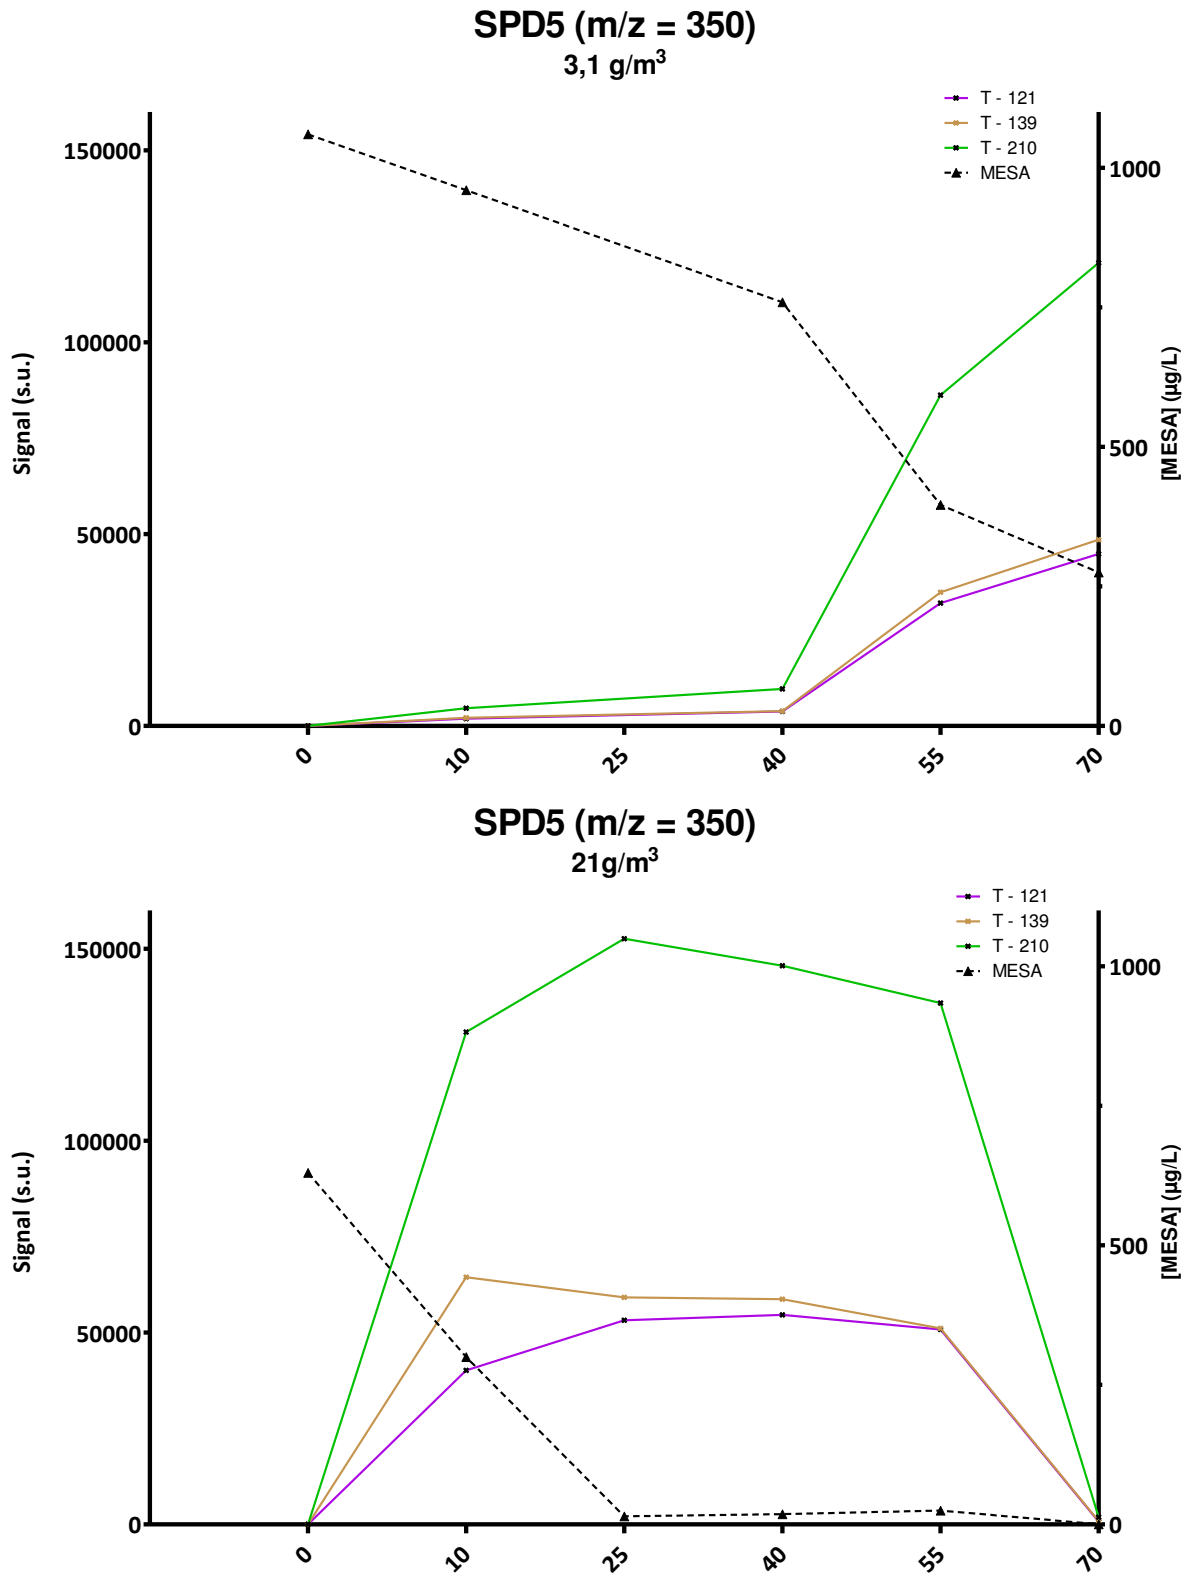 SPD5 (m/z = 350)
3,1 g/m³
T - 121
T - 139
T - 210
MESA
150000
100000
50000
0
Signal (s.u.)
1000
500
0
[MESA] (µg/L)
0
10
25
40
55
70
SPD5 (m/z = 350)
21g/m³
T - 121
T - 139
T - 210
MESA
150000
100000
50000
0
Signal (s.u.)
1000
500
0
[MESA] (µg/L)
0
10
25
40
55
70